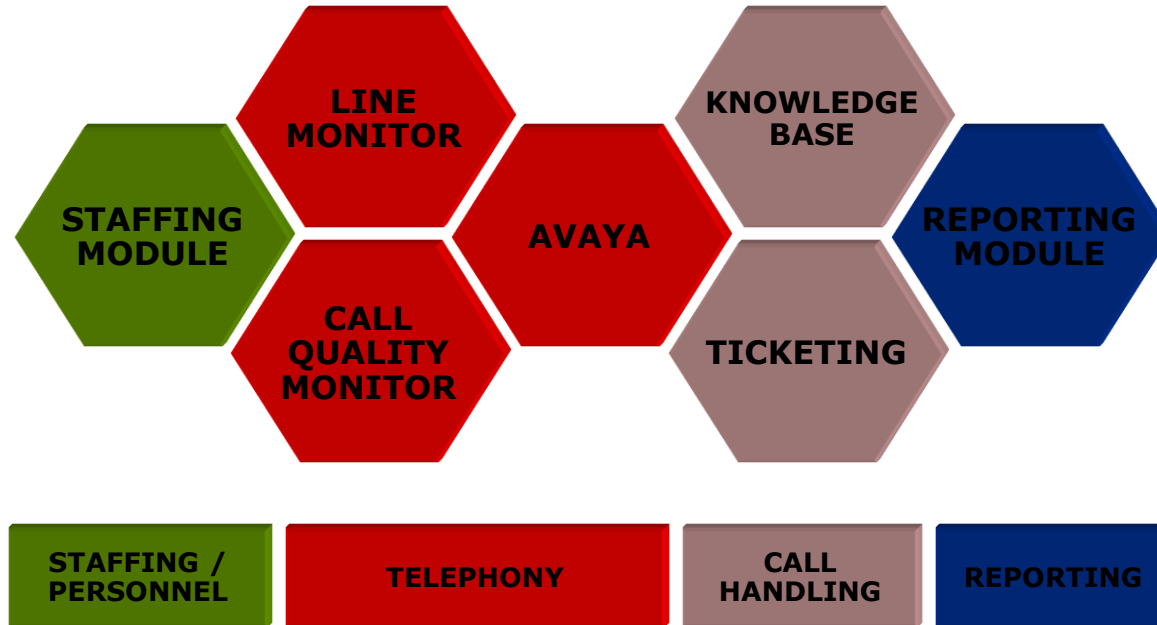 LINE
MONITOR
KNOWLEDGE
BASE
STAFFING
MODULE
AVAYA
REPORTING
MODULE
CALL
QUALITY
MONITOR
TICKETING
STAFFING /
PERSONNEL
TELEPHONY
CALL
HANDLING
REPORTING